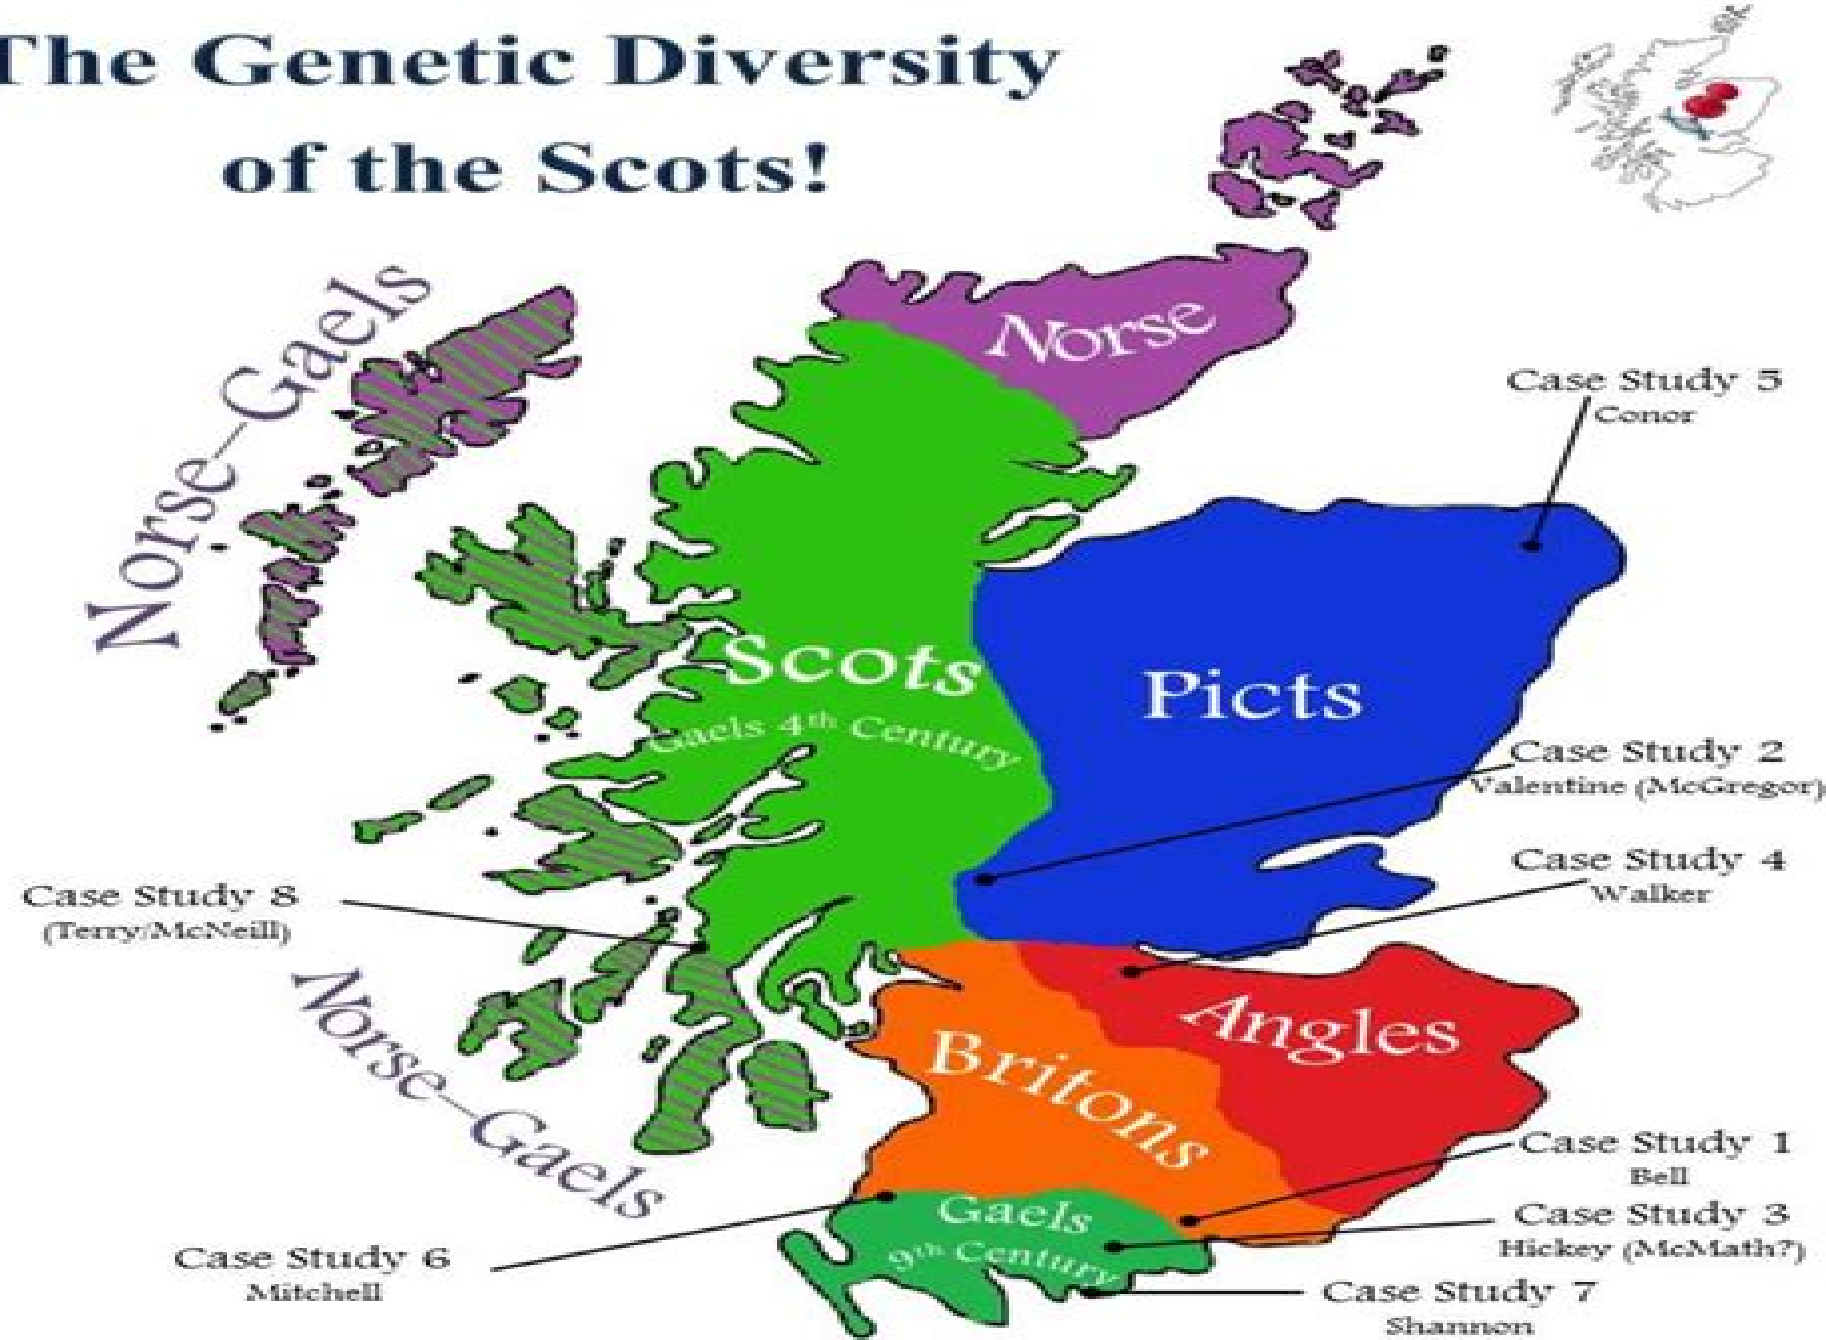 The Genetic Diversity
of the Scots!
Norse-Gaels
Norse
Case Study 5
Conor
Scots
Gaels 4th Century
Picts
Case Study 2
Valentine (McGregor)
Case Study 4
Walker
Case Study 8
(Terry/McNeill)
Norse-Gaels
Angles
Britons
Case Study 1
Bell
Gaels
9th Century
Case Study 3
Hickey (McMath?)
Case Study 6
Mitchell
Case Study 7
Shannon